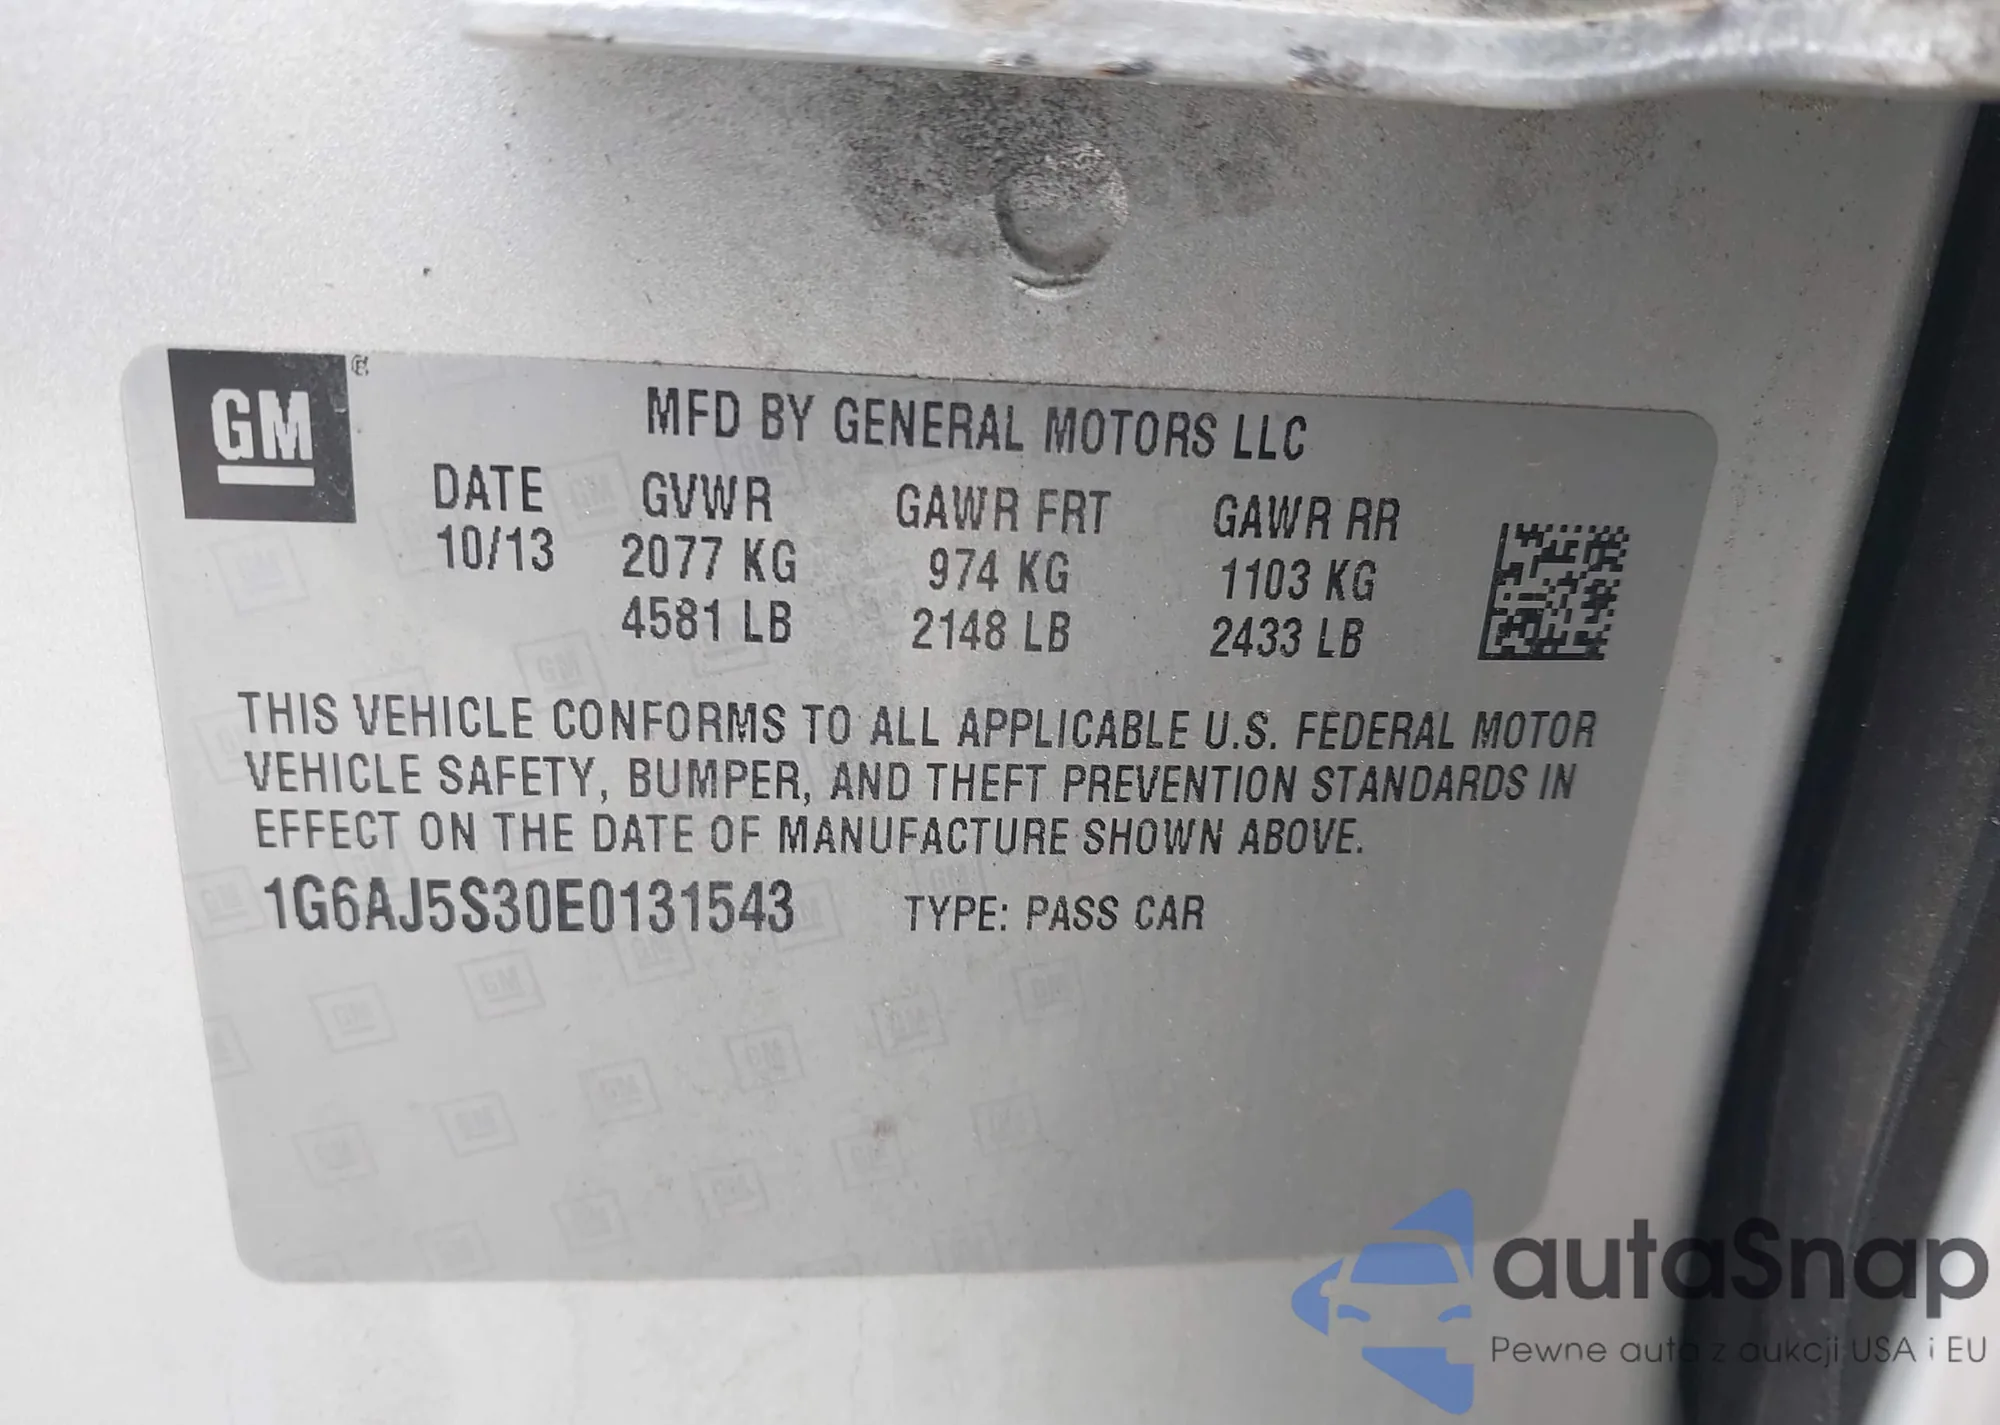 GM
MFD BY GENERAL MOTORS LLC
DATE GVWR GAWR FRT GAWR RR
10/13 2077 KG 974 KG 1103 KG
4581 LB 2148 LB 2433 LB
THIS VEHICLE CONFORMS TO ALL APPLICABLE U.S. FEDERAL MOTOR
VEHICLE SAFETY, BUMPER, AND THEFT PREVENTION STANDARDS IN
EFFECT ON THE DATE OF MANUFACTURE SHOWN ABOVE.
1G6AJ5S30E0131543 TYPE: PASS CAR
autaSnap
Pewne auta z aukcji USA i EU